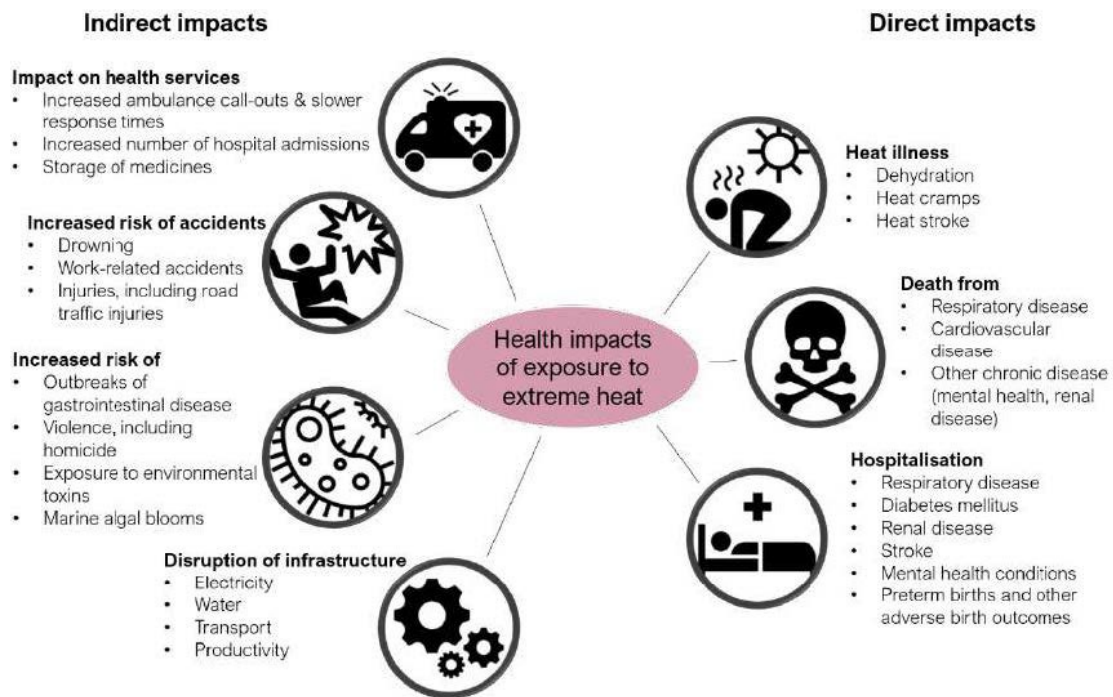 Indirect impacts
Impact on health services
• Increased ambulance call-outs & slower
response times
• Increased number of hospital admissions
• Storage of medicines
Increased risk of accidents
• Drowning
• Work-related accidents
• Injuries, including road
traffic injuries
Increased risk of
• Outbreaks of
gastrointestinal disease
• Violence, including
homicide
• Exposure to environmental
toxins
• Marine algal blooms
Disruption of infrastructure
• Electricity
• Water
• Transport
• Productivity
Health impacts
of exposure to
extreme heat
Direct impacts
Heat illness
• Dehydration
• Heat cramps
• Heat stroke
Death from
• Respiratory disease
• Cardiovascular
disease
• Other chronic disease
(mental health, renal
disease)
Hospitalisation
• Respiratory disease
• Diabetes mellitus
• Renal disease
• Stroke
• Mental health conditions
• Preterm births and other
adverse birth outcomes